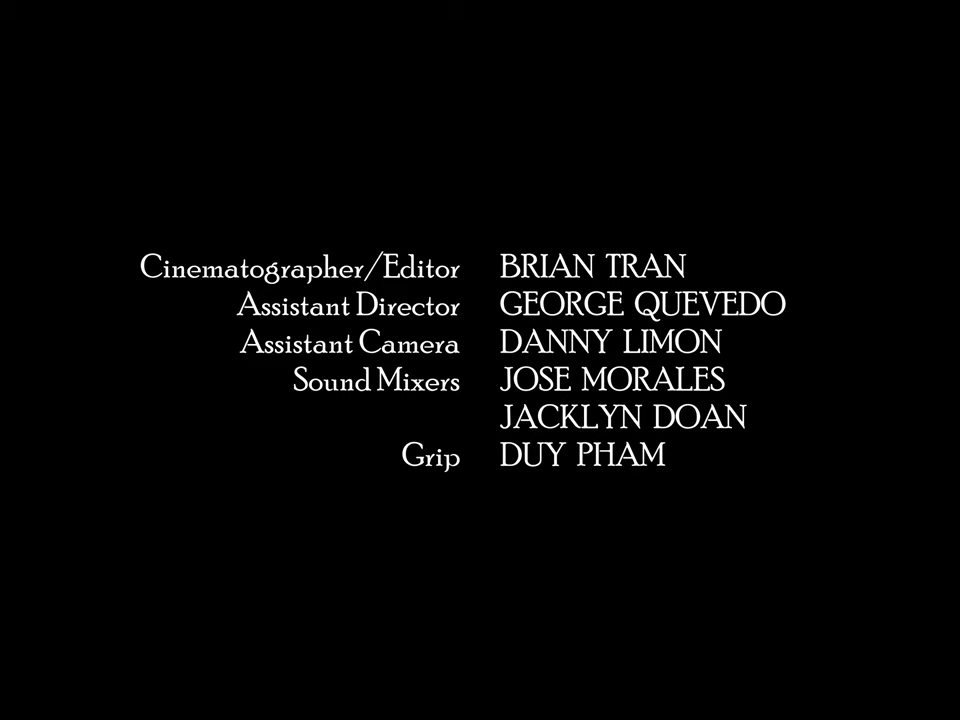 Cinematographer/Editor BRIAN TRAN
Assistant Director GEORGE QUEVEDO
Assistant Camera DANNY LIMON
Sound Mixers JOSE MORALES
JACKLYN DOAN
Grip DUY PHAM